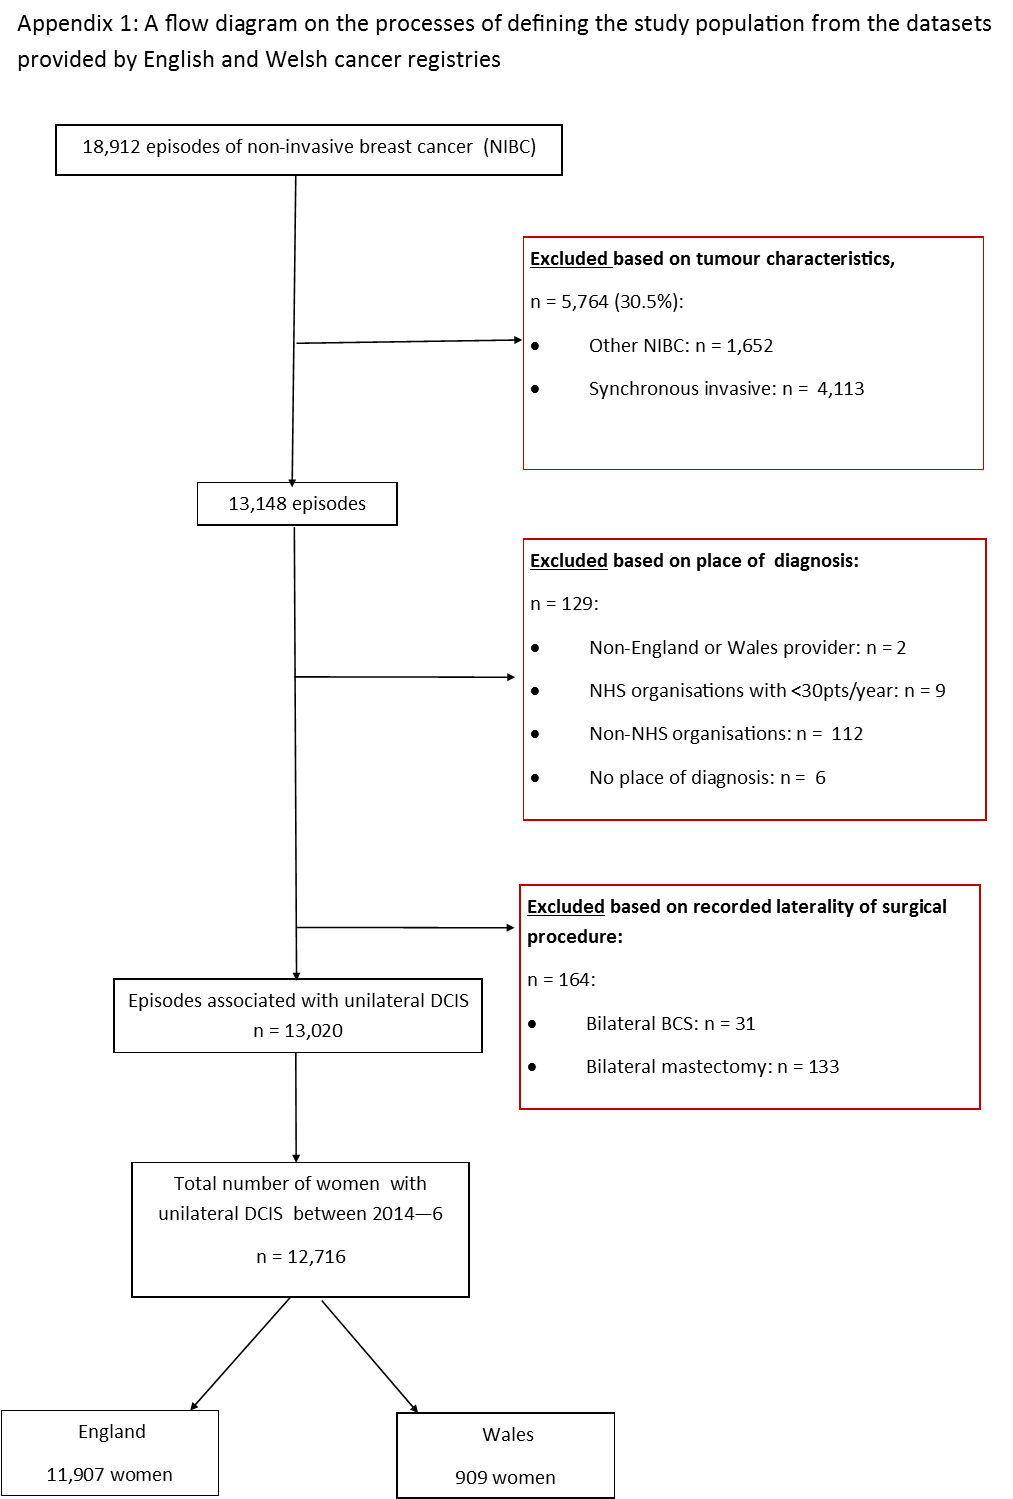 Appendix 1: A flow diagram on the processes of defining the study population from the datasets
provided by English and Welsh cancer registries
18,912 episodes of non-invasive breast cancer (NIBC)
Excluded based on tumour characteristics,
n = 5,764 (30.5%):
• Other NIBC: n = 1,652
• Synchronous invasive: n = 4,113
13,148 episodes
Excluded based on place of diagnosis:
n = 129:
• Non-England or Wales provider: n = 2
• NHS organisations with <30pts/year: n = 9
• Non-NHS organisations: n = 112
• No place of diagnosis: n = 6
Excluded based on recorded laterality of surgical
procedure:
n = 164:
• Bilateral BCS: n = 31
• Bilateral mastectomy: n = 133
Episodes associated with unilateral DCIS
n = 13,020
Total number of women with
unilateral DCIS between 2014—6
n = 12,716
England
11,907 women
Wales
909 women